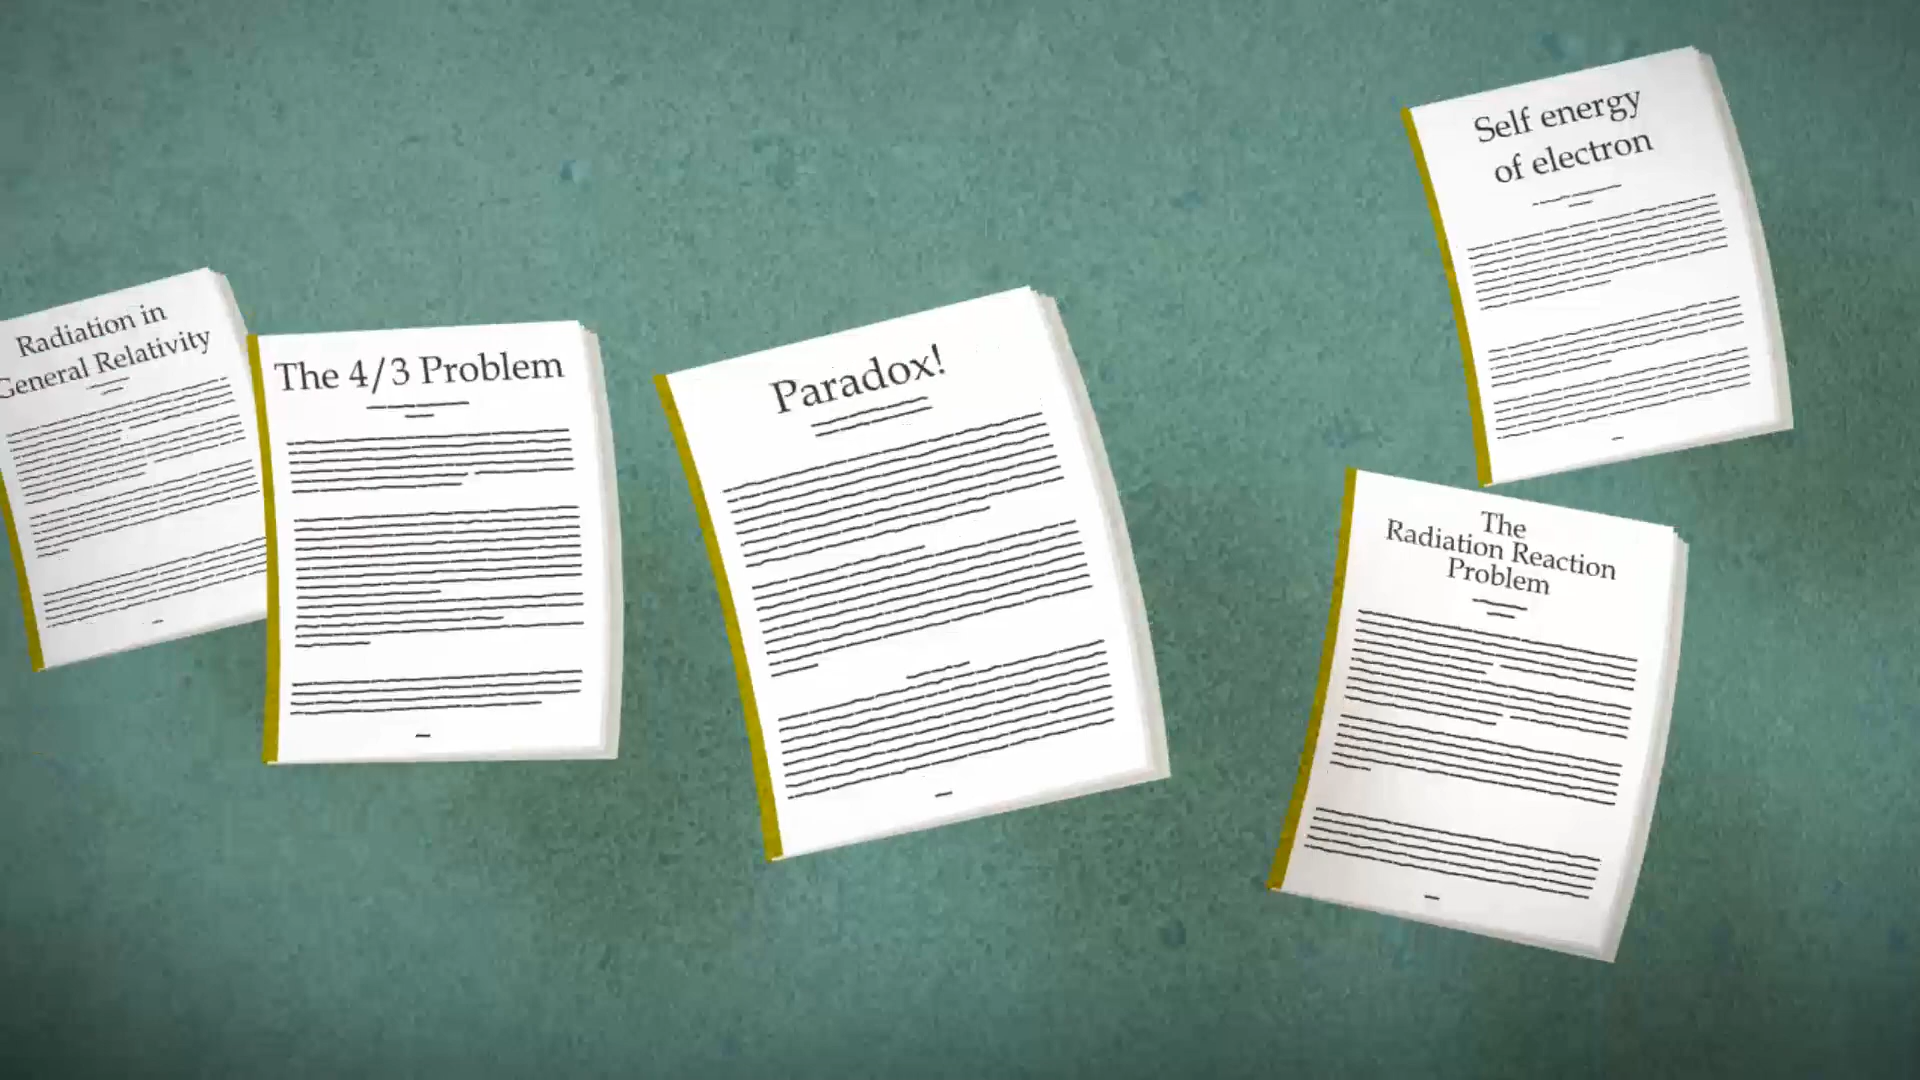 Radiation in
General Relativity
The 4/3 Problem
Paradox!
Self energy
of electron
The
Radiation Reaction
Problem